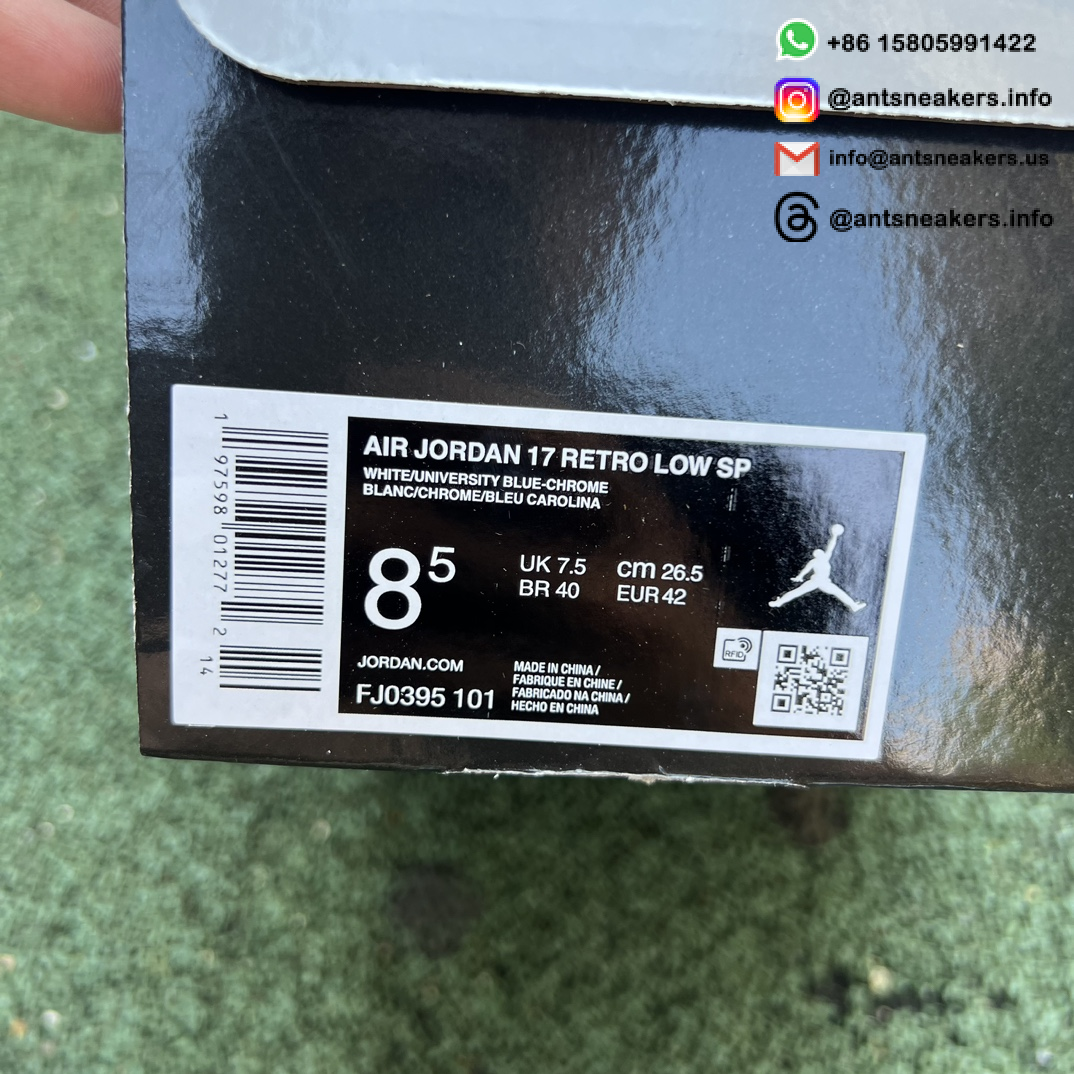 +86 15805991422
@antsneakers.info
info@antsneakers.us
@antsneakers.info
AIR JORDAN 17 RETRO LOW SP
WHITE/UNIVERSITY BLUE-CHROME
BLANC/CHROME/BLEU CAROLINA
8 5
UK 7.5 cm 26.5
BR 40 EUR 42
RFID
JORDAN.COM
FJ0395 101
MADE IN CHINA /
FABRIQUE EN CHINE /
FABRICADO NA CHINA /
HECHO EN CHINA
1 97598 01277 2 14